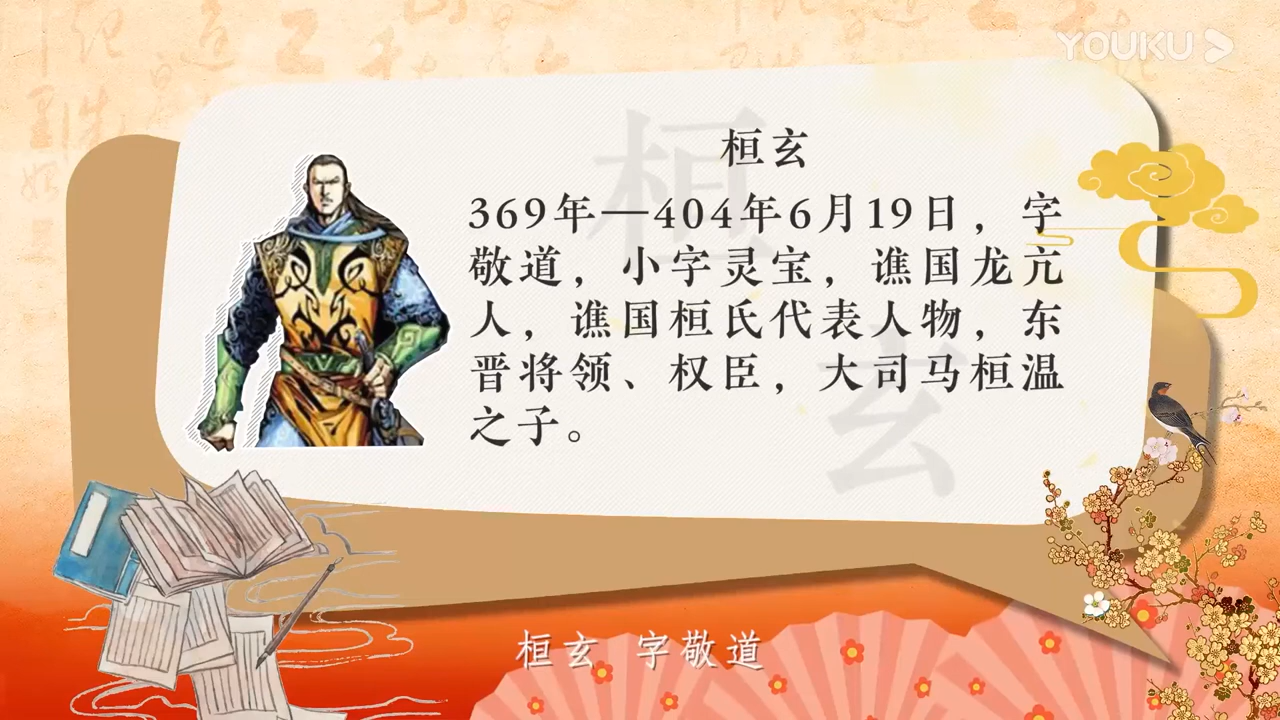 YOUKU
桓玄
369年—404年6月19日，字
敬道，小字灵宝，谯国龙亢
人，谯国桓氏代表人物，东
晋将领、权臣，大司马桓温
之子。
桓玄 字敬道